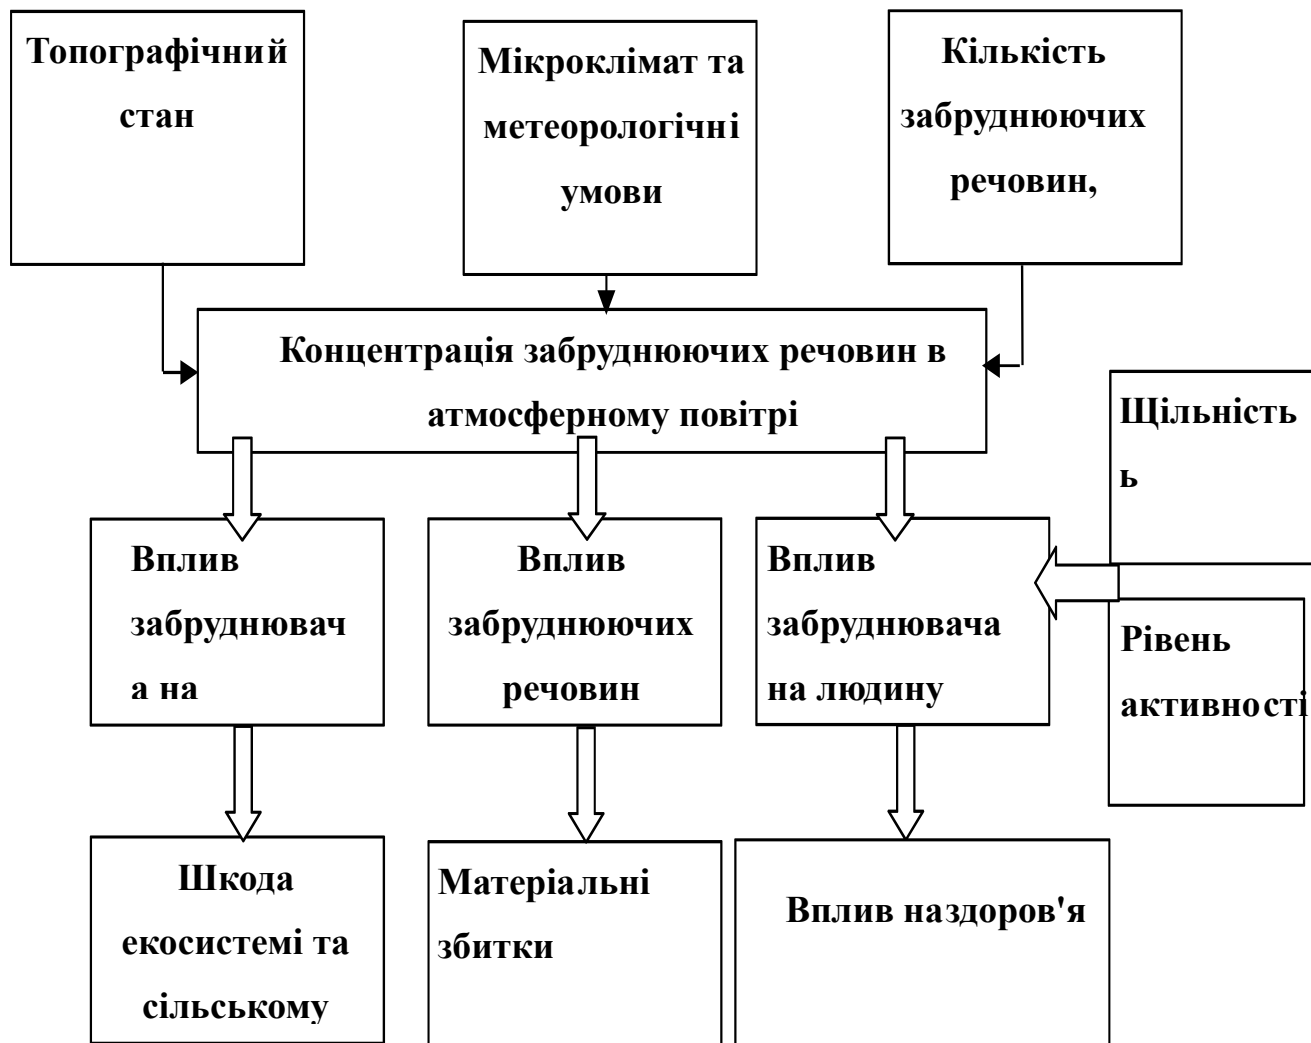 Топографічний
стан
Мікроклімат та
метеорологічні
умови
Кількість
забруднюючих
речовин,
Концентрація забруднюючих речовин в
атмосферному повітрі
Щільність
ь
Вплив
забруднювач
а на
Вплив
забруднюючих
речовин
Вплив
забруднювача
на людину
Рівень
активності
Шкода
екосистемі та
сільському
Матеріальні
збитки
Вплив наздоров'я